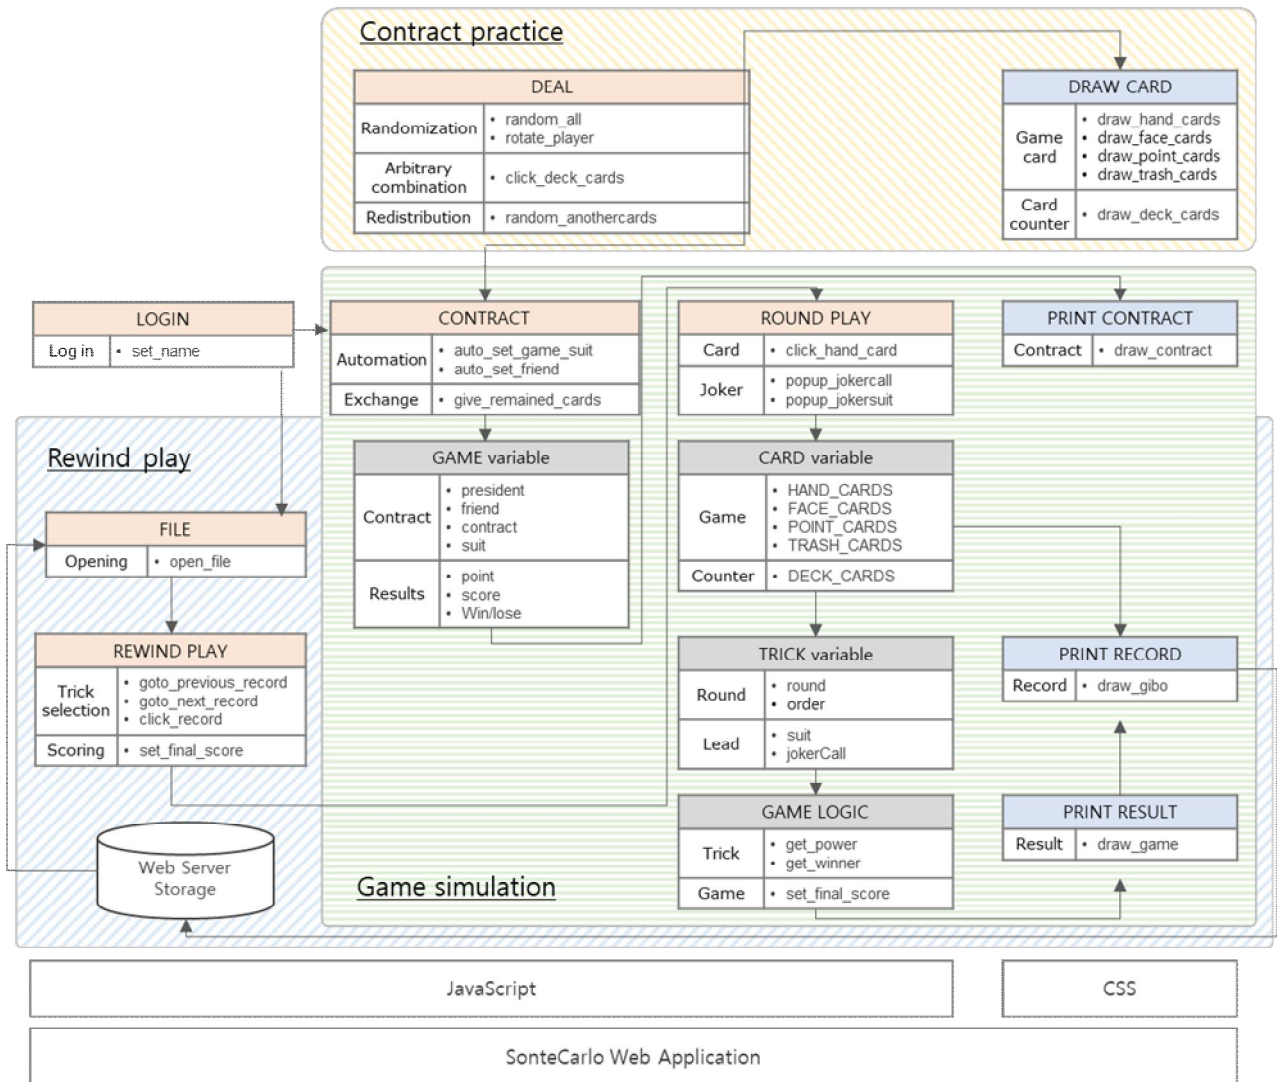 Contract practice
DEAL
Randomization
• random_all
• rotate_player
Arbitrary
combination
• click_deck_cards
Redistribution
• random_anothercards
DRAW CARD
Game
card
• draw_hand_cards
• draw_face_cards
• draw_point_cards
• draw_trash_cards
Card
counter
• draw_deck_cards
LOGIN
Log in
• set_name
CONTRACT
Automation
• auto_set_game_suit
• auto_set_friend
Exchange
• give_remained_cards
ROUND PLAY
Card
• click_hand_card
Joker
• popup_jokercall
• popup_jokersuit
PRINT CONTRACT
Contract
• draw_contract
Rewind play
GAME variable
Contract
• president
• friend
• contract
• suit
Results
• point
• score
• Win/lose
CARD variable
Game
• HAND_CARDS
• FACE_CARDS
• POINT_CARDS
• TRASH_CARDS
Counter
• DECK_CARDS
FILE
Opening
• open_file
REWIND PLAY
Trick
selection
• goto_previous_record
• goto_next_record
• click_record
Scoring
• set_final_score
TRICK variable
Round
• round
• order
Lead
• suit
• jokerCall
PRINT RECORD
Record
• draw_gibo
GAME LOGIC
Trick
• get_power
• get_winner
Game
• set_final_score
PRINT RESULT
Result
• draw_game
Web Server
Storage
Game simulation
JavaScript
CSS
SonteCarlo Web Application